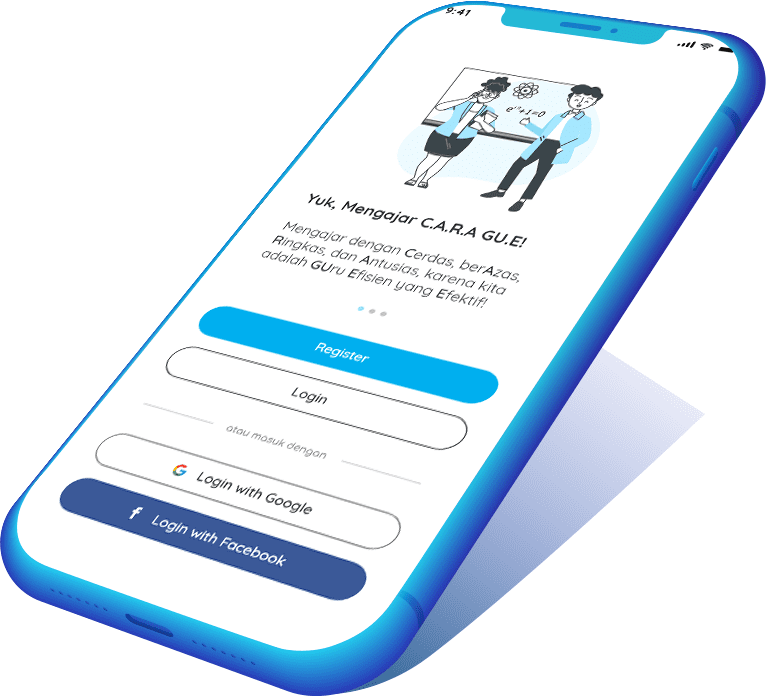 9:41
e^iπ+1=0
Yuk, Mengajar C.A.R.A GU.E!
Mengajar dengan Cerdas, berAzas,
Ringkas, dan Antusias, karena kita
adalah GUru Efisien yang Efektif!
Register
Login
atau masuk dengan
G Login with Google
f Login with Facebook